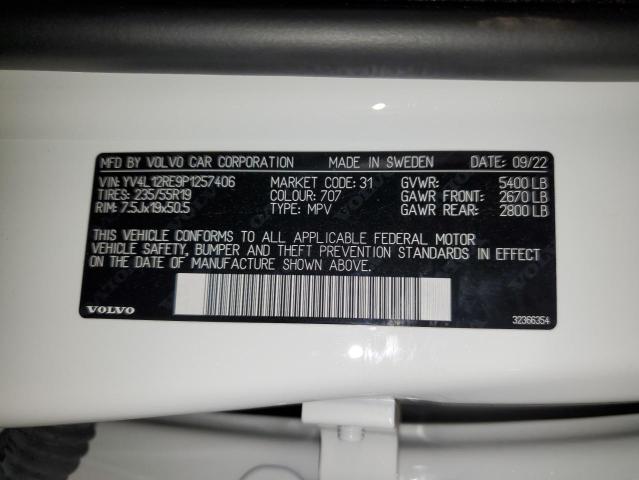 MFD BY VOLVO CAR CORPORATION MADE IN SWEDEN DATE: 09/22
VIN: YV4L12RE9P1257406 MARKET CODE: 31 GVWR: 5400 LB
TIRES: 235/55R19 COLOUR: 707 GAWR FRONT: 2670 LB
RIM: 7.5Jx19x50.5 TYPE: MPV GAWR REAR: 2800 LB
THIS VEHICLE CONFORMS TO ALL APPLICABLE FEDERAL MOTOR
VEHICLE SAFETY, BUMPER AND THEFT PREVENTION STANDARDS IN EFFECT
ON THE DATE OF MANUFACTURE SHOWN ABOVE.
VOLVO 32366354